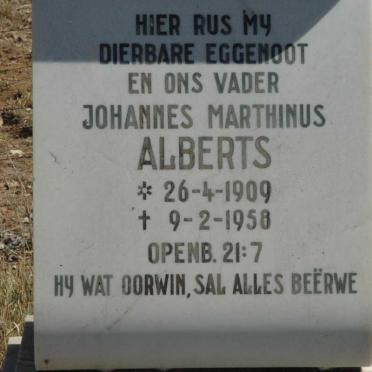 HIER RUS MY
DIERBARE EGGENOOT
EN ONS VADER
JOHANNES MARTHINUS
ALBERTS
* 26-4-1909
† 9-2-1958
OPENB. 21:7
HY WAT OORWIN, SAL ALLES BEËRWE